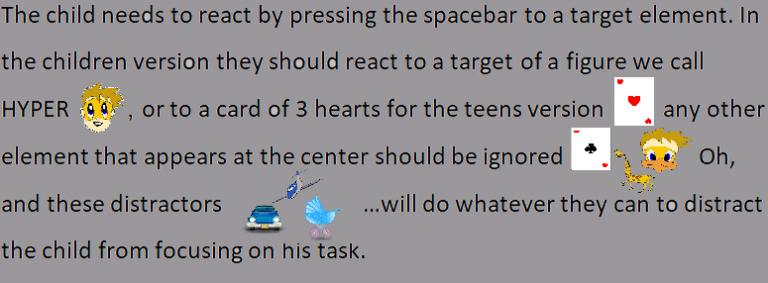 The child needs to react by pressing the spacebar to a target element. In
the children version they should react to a target of a figure we call
HYPER , or to a card of 3 hearts for the teens version any other
element that appears at the center should be ignored Oh,
and these distractors ...will do whatever they can to distract
the child from focusing on his task.